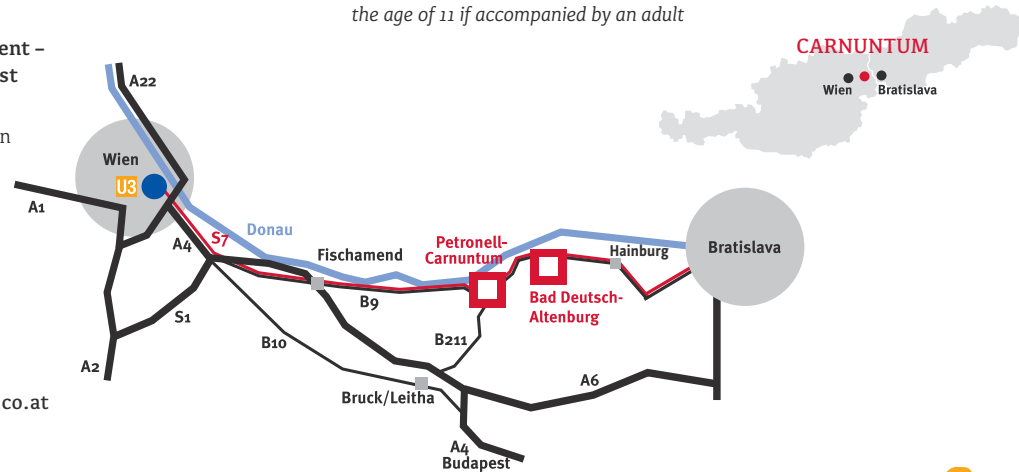 the age of 11 if accompanied by an adult
ent –
st
n
co.at
CARNUNTUM
Wien
Bratislava
A22
Wien
U3
A1
A4
S7
Donau
Fischamend
Petronell-
Carnuntum
Hainburg
Bratislava
Bad Deutsch-
Altenburg
B9
S1
B10
B211
A2
A6
Bruck/Leitha
A4
Budapest